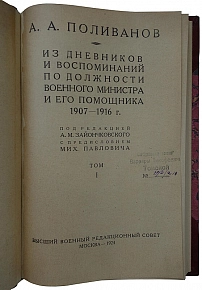 А. А. ПОЛИВАНОВ
ИЗ ДНЕВНИКОВ
И ВОСПОМИНАНИЙ
ПО ДОЛЖНОСТИ
ВОЕННОГО МИНИСТРА
И ЕГО ПОМОЩНИКА
1907—1916 г.
ПОД РЕДАКЦИЕЙ
А. М. ЗАЙОНЧКОВСКОГО
С ПРЕДИСЛОВИЕМ
МИХ. ПАВЛОВИЧА
ТОМ
I
ВЫСШИЙ ВОЕННЫЙ РЕДАКЦИОННЫЙ СОВЕТ
МОСКВА—1924